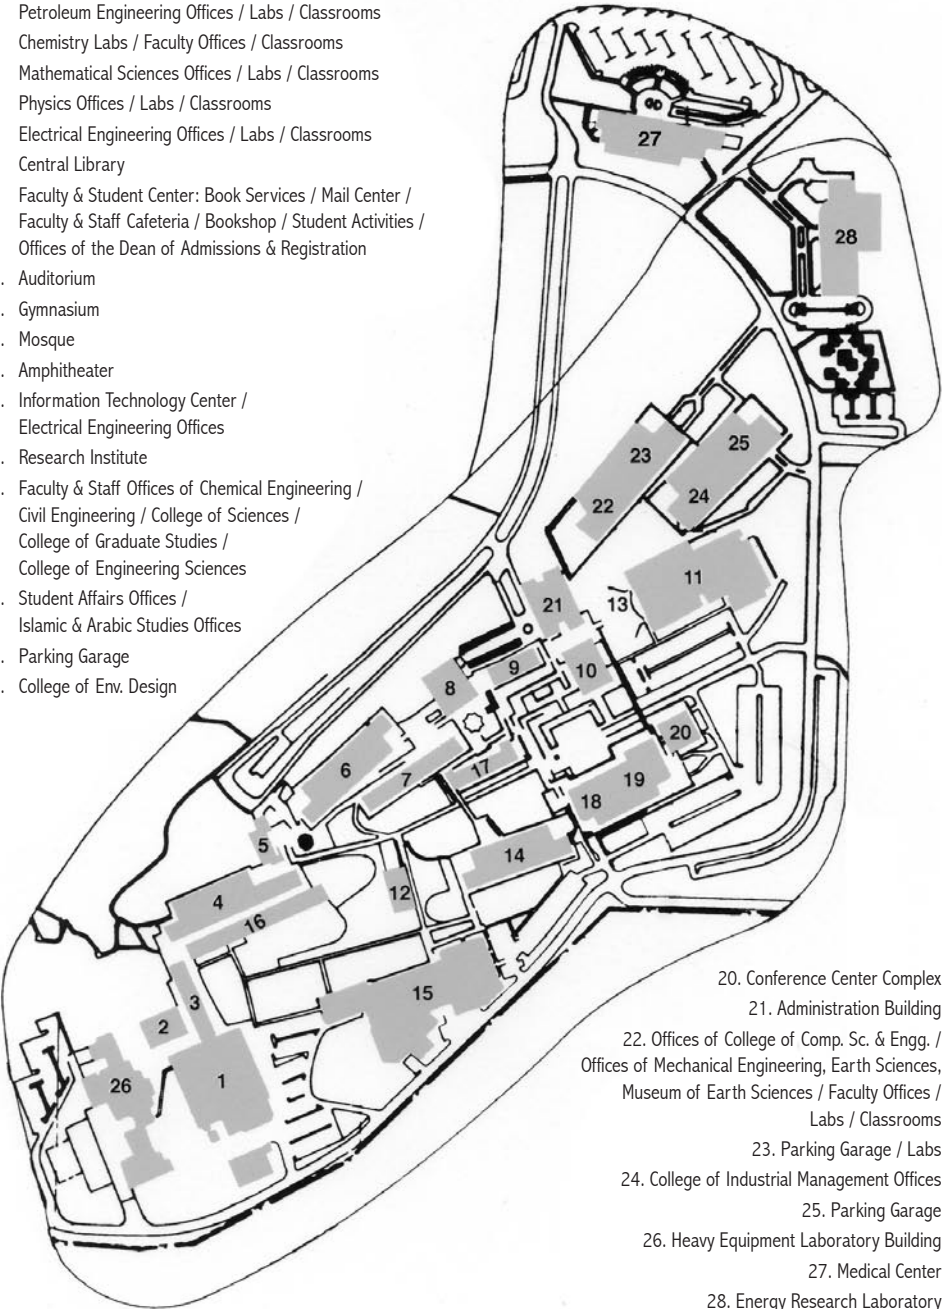 Petroleum Engineering Offices / Labs / Classrooms
Chemistry Labs / Faculty Offices / Classrooms
Mathematical Sciences Offices / Labs / Classrooms
Physics Offices / Labs / Classrooms
Electrical Engineering Offices / Labs / Classrooms
Central Library
Faculty & Student Center: Book Services / Mail Center /
Faculty & Staff Cafeteria / Bookshop / Student Activities /
Offices of the Dean of Admissions & Registration
. Auditorium
. Gymnasium
. Mosque
. Amphitheater
. Information Technology Center /
Electrical Engineering Offices
. Research Institute
. Faculty & Staff Offices of Chemical Engineering /
Civil Engineering / College of Sciences /
College of Graduate Studies /
College of Engineering Sciences
. Student Affairs Offices /
Islamic & Arabic Studies Offices
. Parking Garage
. College of Env. Design
27
28
25
23
24
22
11
13
21
9
10
8
20
6
7
17
19
18
5
14
12
4
16
15
3
2
1
26
20. Conference Center Complex
21. Administration Building
22. Offices of College of Comp. Sc. & Engg. /
Offices of Mechanical Engineering, Earth Sciences,
Museum of Earth Sciences / Faculty Offices /
Labs / Classrooms
23. Parking Garage / Labs
24. College of Industrial Management Offices
25. Parking Garage
26. Heavy Equipment Laboratory Building
27. Medical Center
28. Energy Research Laboratory